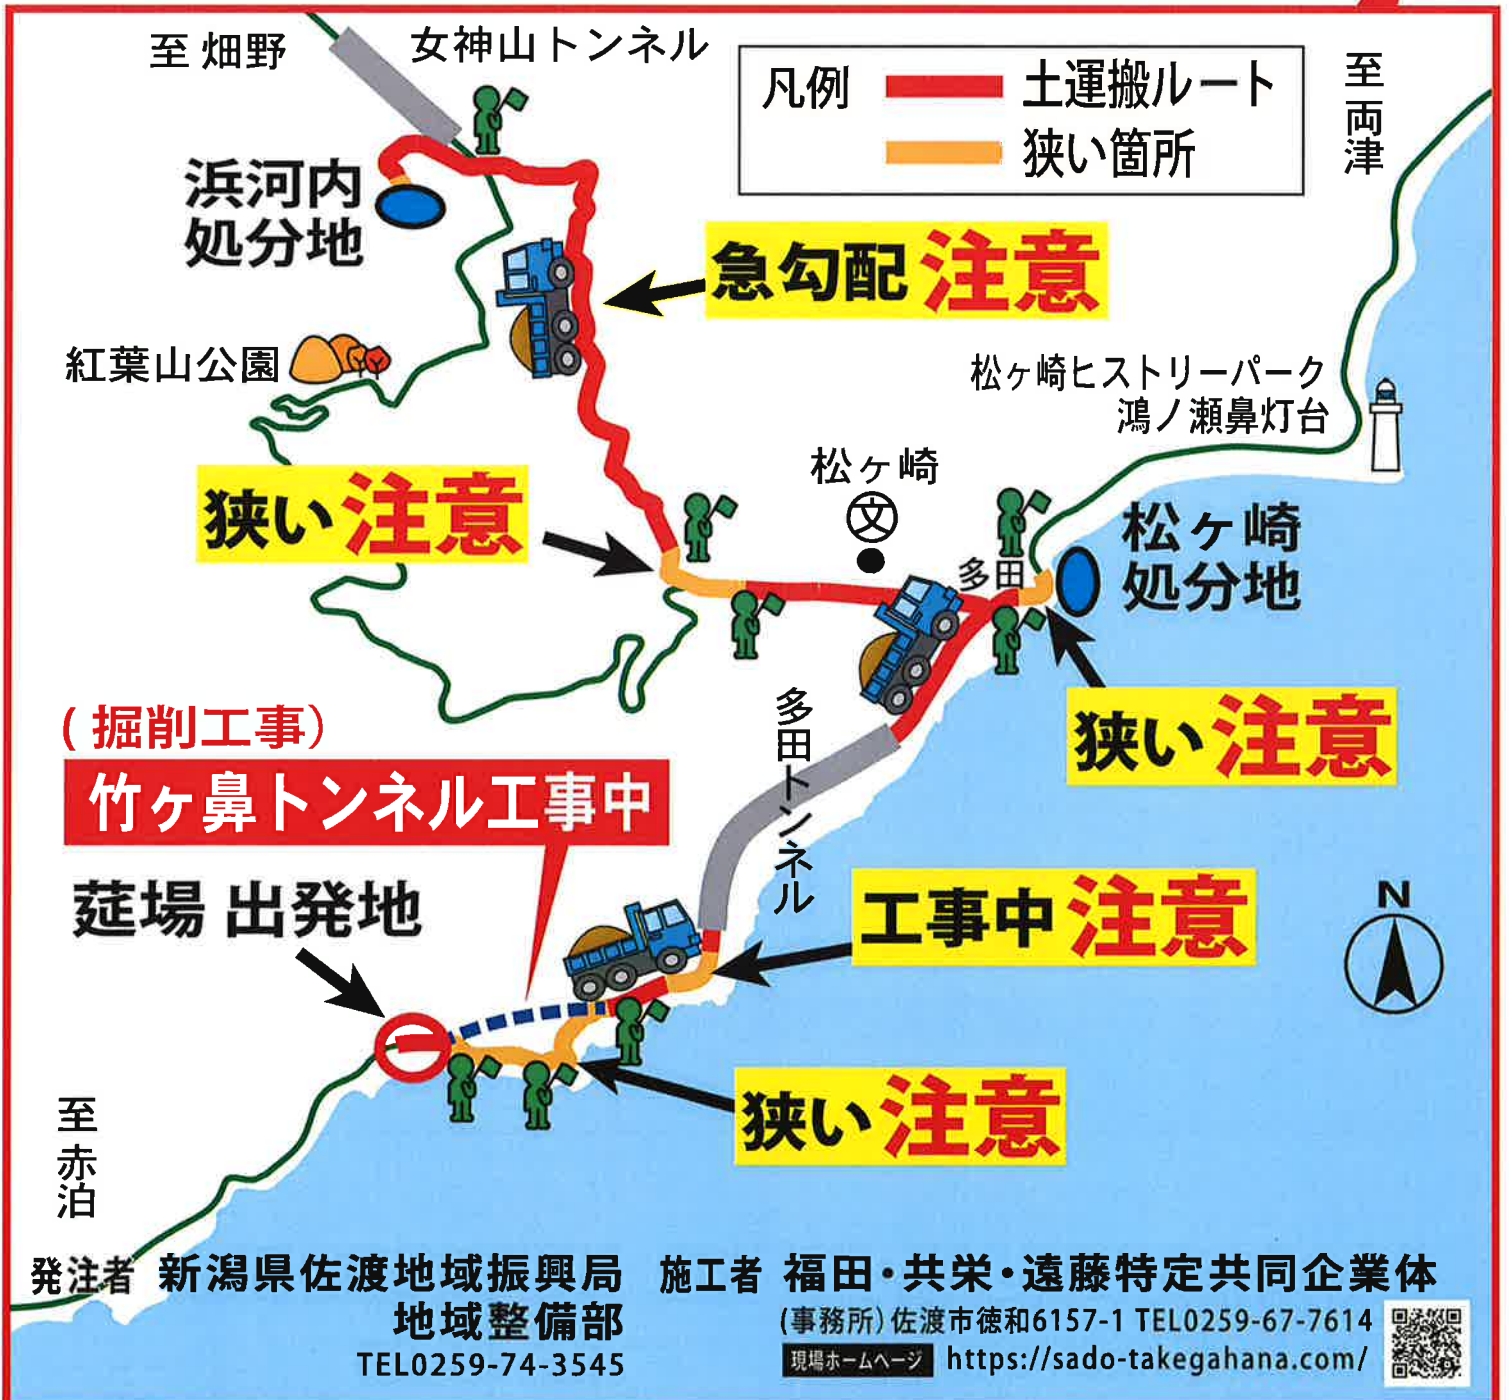 至 畑野
女神山トンネル
凡例
土運搬ルート
狭い箇所
至両津
浜河内
処分地
急勾配 注意
紅葉山公園
松ヶ崎ヒストリーパーク
鴻ノ瀬鼻灯台
狭い 注意
松ヶ崎
文
多田
松ヶ崎
処分地
狭い 注意
(掘削工事)
竹ヶ鼻トンネル工事中
多田トンネル
莚場 出発地
工事中 注意
N
狭い 注意
至赤泊
発注者 新潟県佐渡地域振興局
地域整備部
TEL0259-74-3545
施工者 福田・共栄・遠藤特定共同企業体
(事務所)佐渡市徳和6157-1 TEL0259-67-7614
現場ホームページ https://sado-takegahana.com/